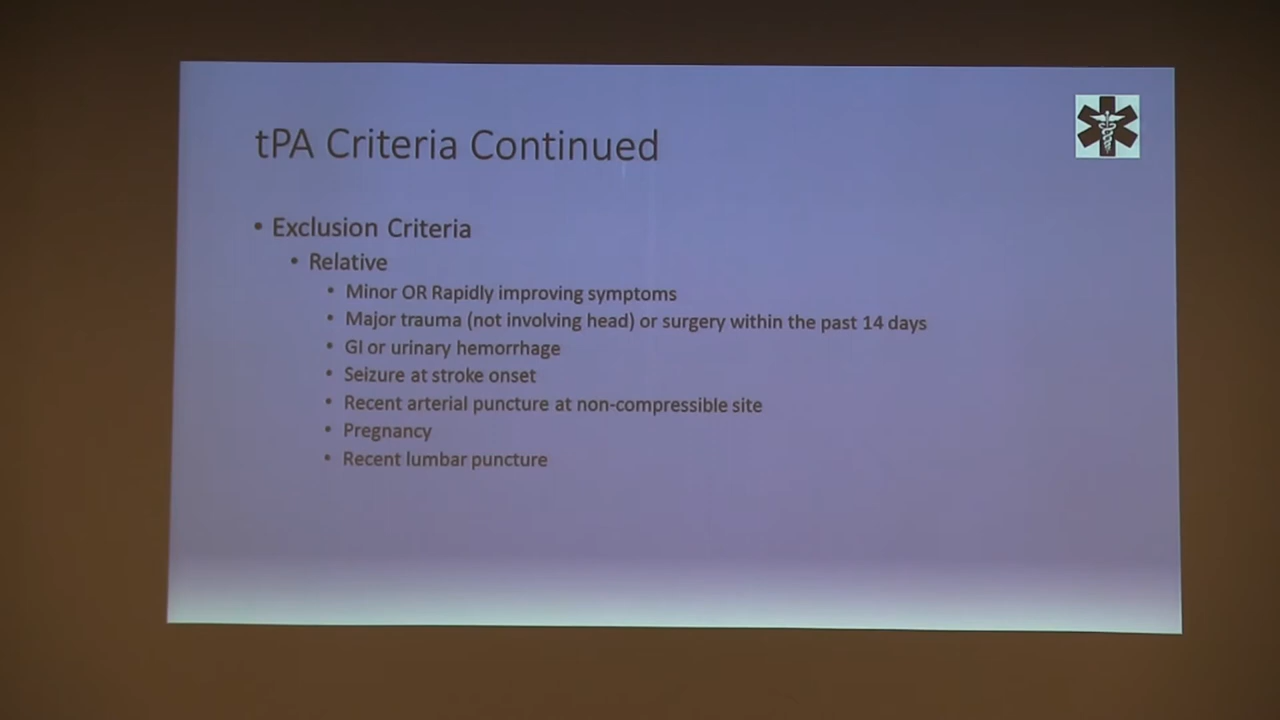 tPA Criteria Continued
• Exclusion Criteria
• Relative
• Minor OR Rapidly improving symptoms
• Major trauma (not involving head) or surgery within the past 14 days
• GI or urinary hemorrhage
• Seizure at stroke onset
• Recent arterial puncture at non-compressible site
• Pregnancy
• Recent lumbar puncture